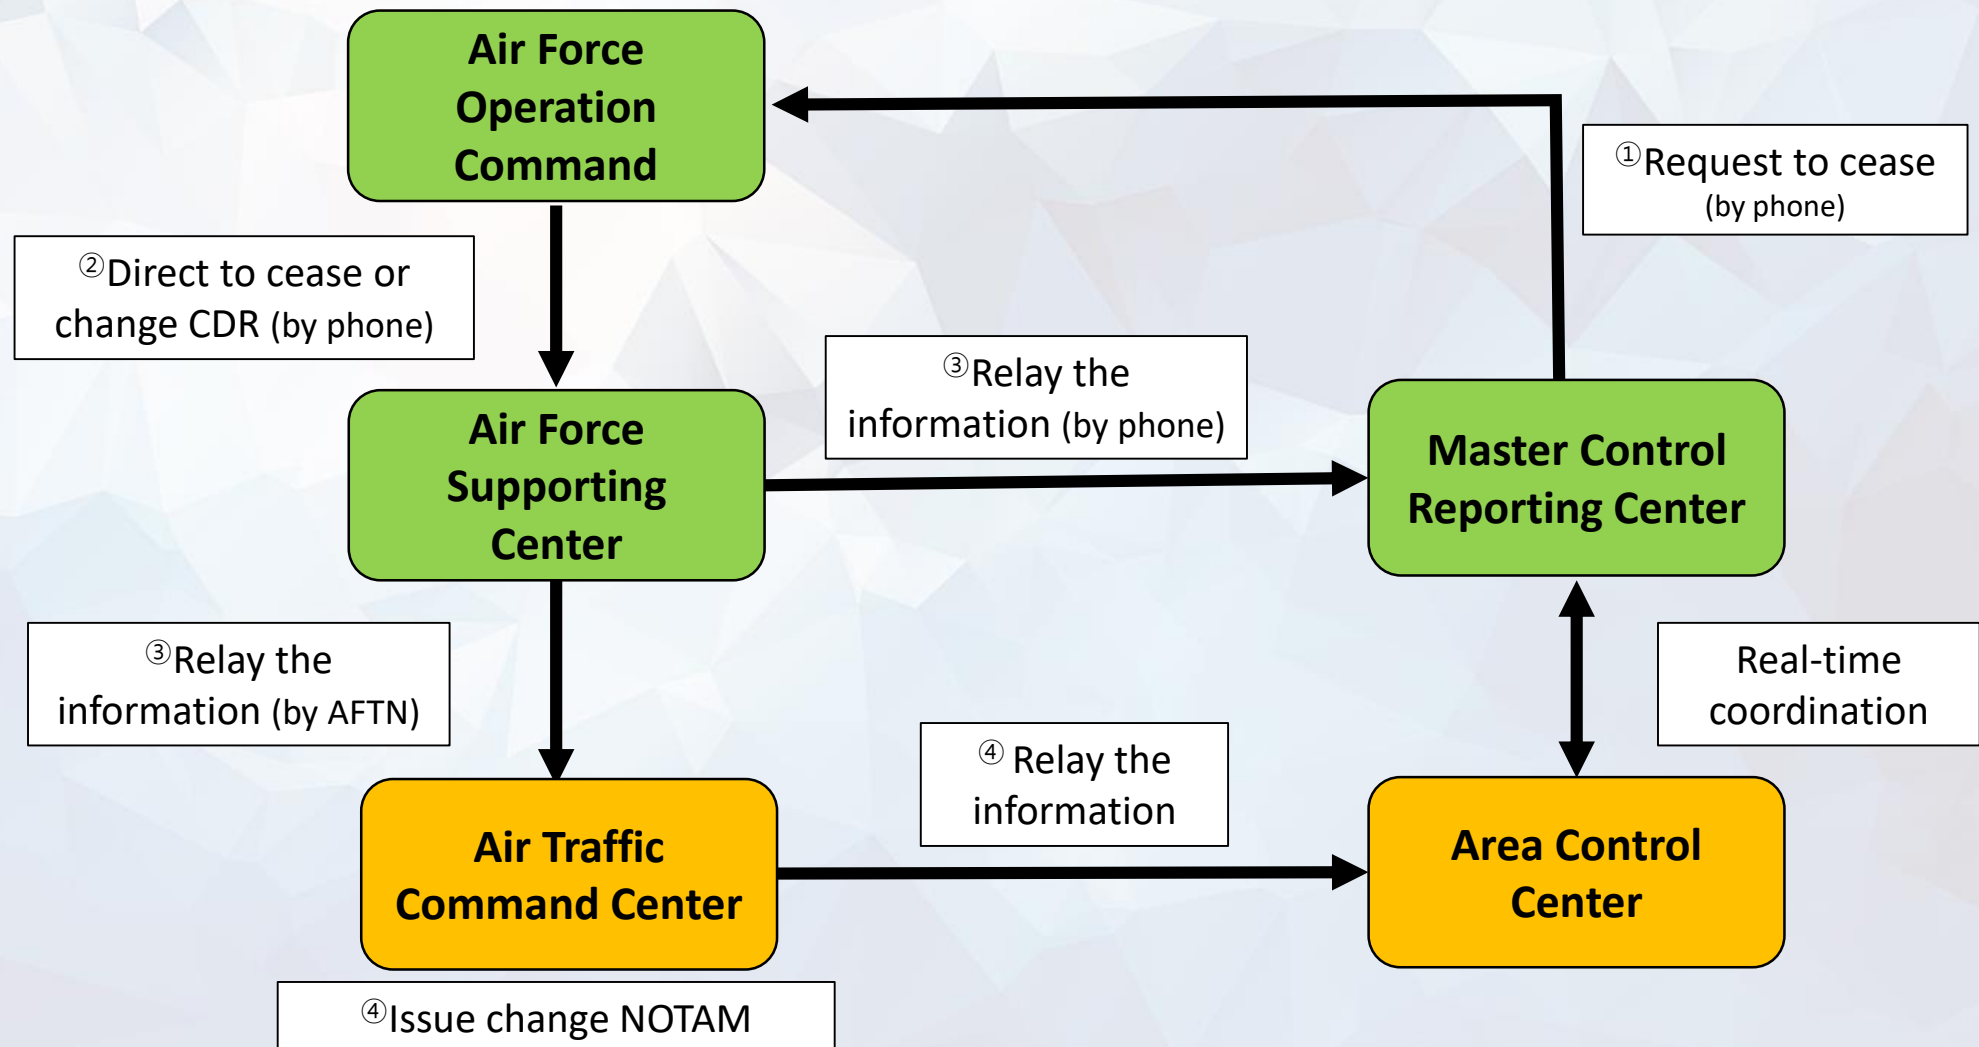 Air Force
Operation
Command
①Request to cease
(by phone)
②Direct to cease or
change CDR (by phone)
③Relay the
information (by phone)
Air Force
Supporting
Center
Master Control
Reporting Center
③Relay the
information (by AFTN)
Real-time
coordination
④ Relay the
information
Air Traffic
Command Center
Area Control
Center
④Issue change NOTAM